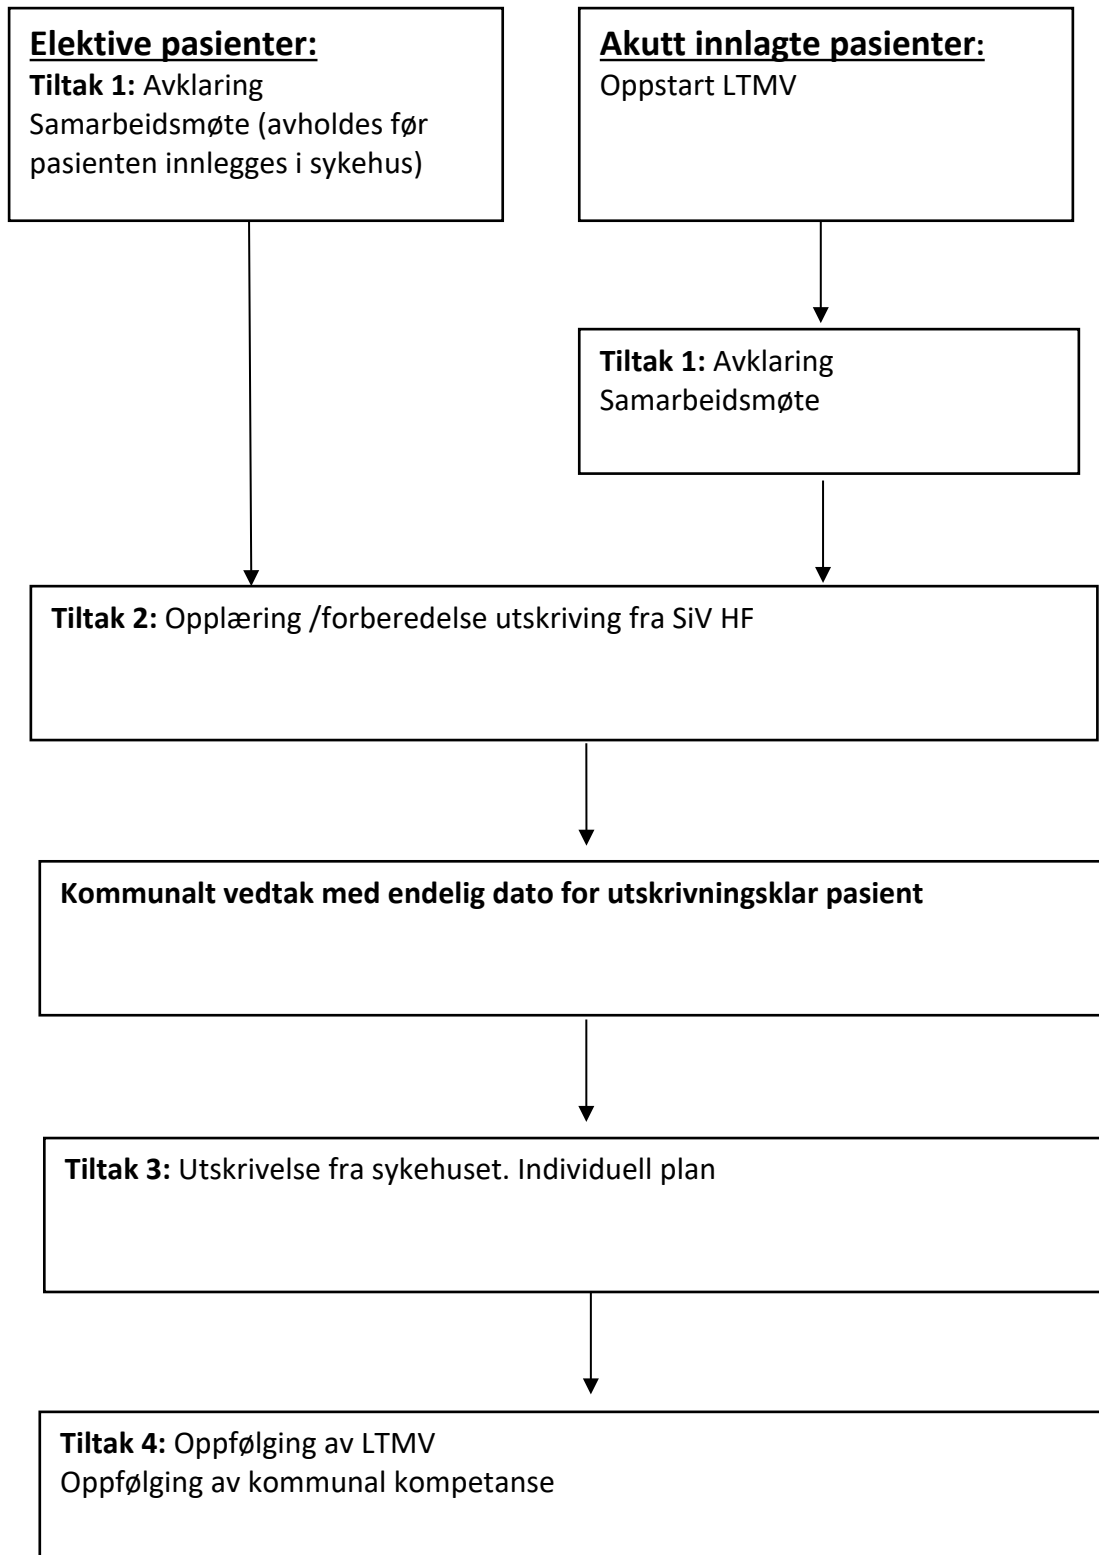 Elektive pasienter:
Tiltak 1: Avklaring
Samarbeidsmøte (avholdes før
pasienten innlegges i sykehus)
Akutt innlagte pasienter:
Oppstart LTMV
Tiltak 1: Avklaring
Samarbeidsmøte
Tiltak 2: Opplæring /forberedelse utskriving fra SiV HF
Kommunalt vedtak med endelig dato for utskrivningsklar pasient
Tiltak 3: Utskrivelse fra sykehuset. Individuell plan
Tiltak 4: Oppfølging av LTMV
Oppfølging av kommunal kompetanse